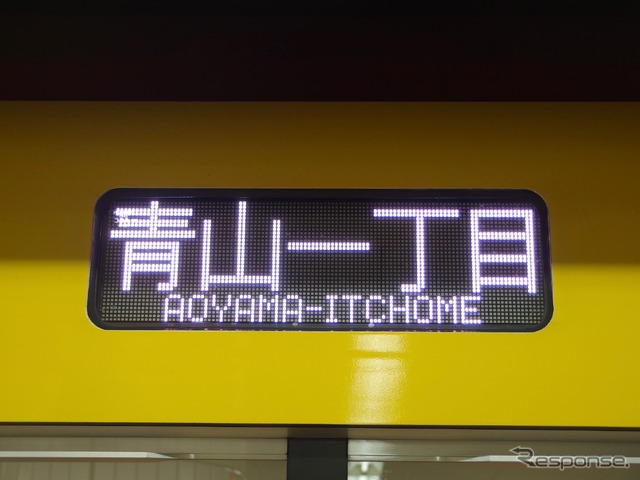 青山一丁目
AOYAMA-ITCHOME
Response.